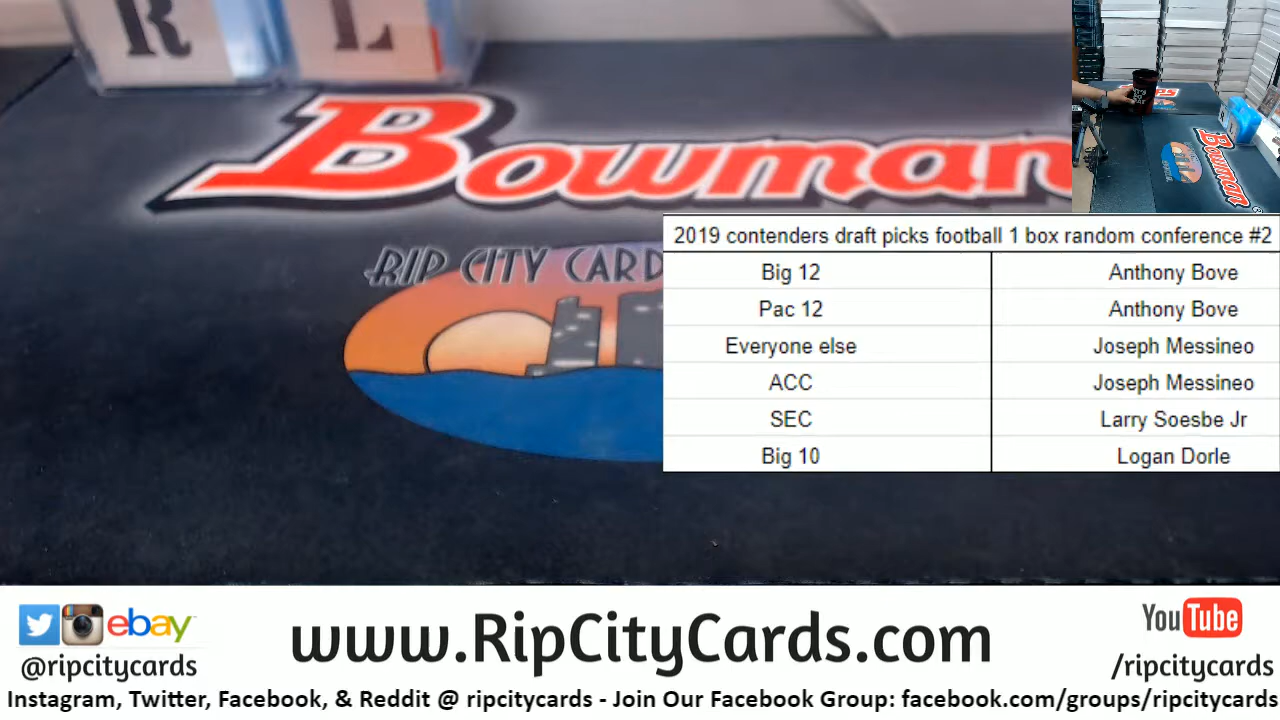 R L
Bowman
RIP CITY CARD
2019 contenders draft picks football 1 box random conference #2
Big 12 Anthony Bove
Pac 12 Anthony Bove
Everyone else Joseph Messineo
ACC Joseph Messineo
SEC Larry Soesbe Jr
Big 10 Logan Dorle
Bowman
ebay
@ripcitycards
www.RipCityCards.com
YouTube
/ripcitycards
Instagram, Twitter, Facebook, & Reddit @ ripcitycards - Join Our Facebook Group: facebook.com/groups/ripcitycards